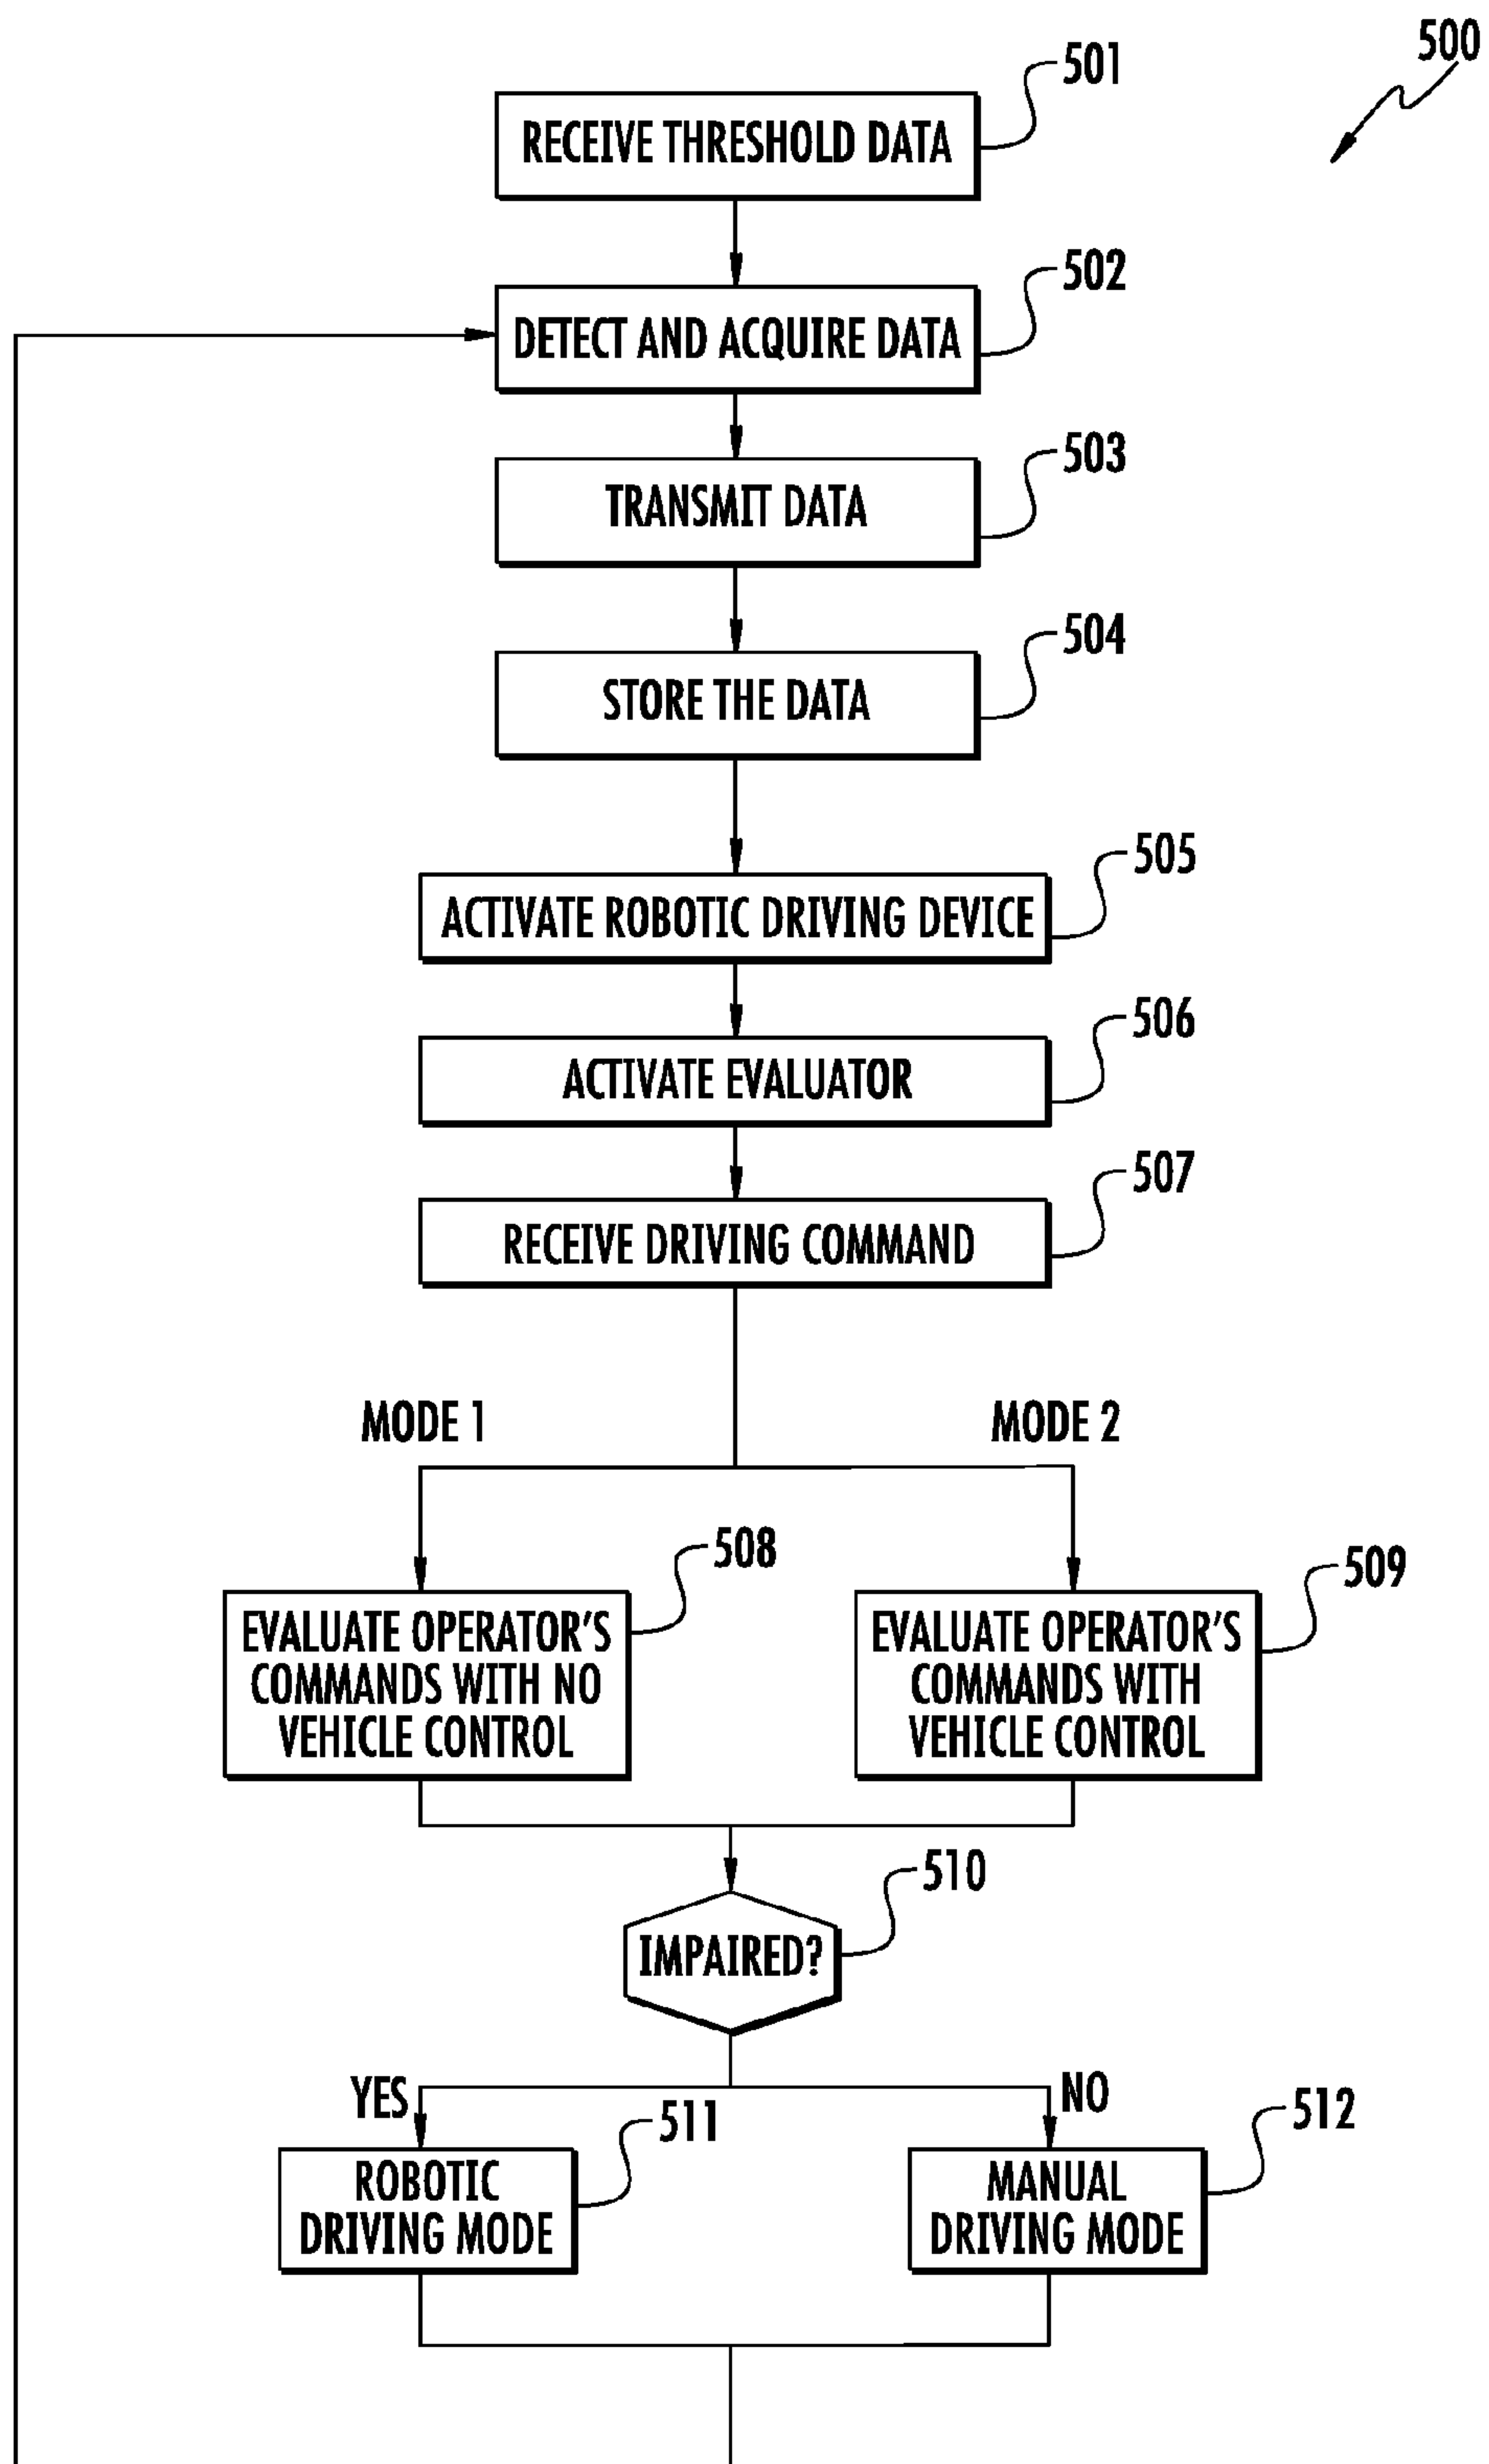 500
501
RECEIVE THRESHOLD DATA
502
DETECT AND ACQUIRE DATA
503
TRANSMIT DATA
504
STORE THE DATA
505
ACTIVATE ROBOTIC DRIVING DEVICE
506
ACTIVATE EVALUATOR
507
RECEIVE DRIVING COMMAND
MODE 1
MODE 2
508
EVALUATE OPERATOR'S
COMMANDS WITH NO
VEHICLE CONTROL
509
EVALUATE OPERATOR'S
COMMANDS WITH
VEHICLE CONTROL
510
IMPAIRED?
YES
NO
511
ROBOTIC
DRIVING MODE
512
MANUAL
DRIVING MODE